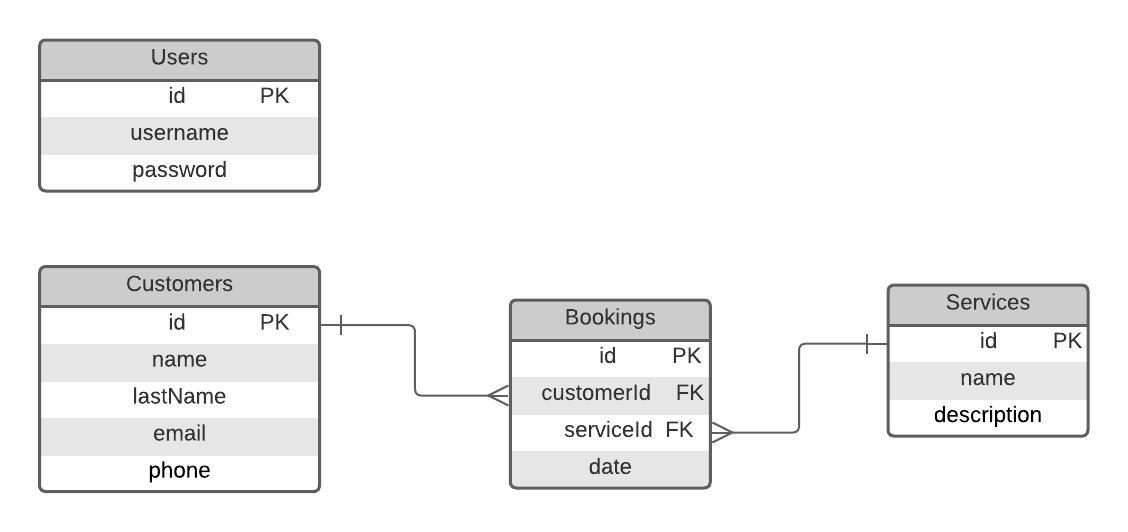 Users
id PK
username
password
Customers
id PK
name
lastName
email
phone
Bookings
id PK
customerId FK
serviceId FK
date
Services
id PK
name
description